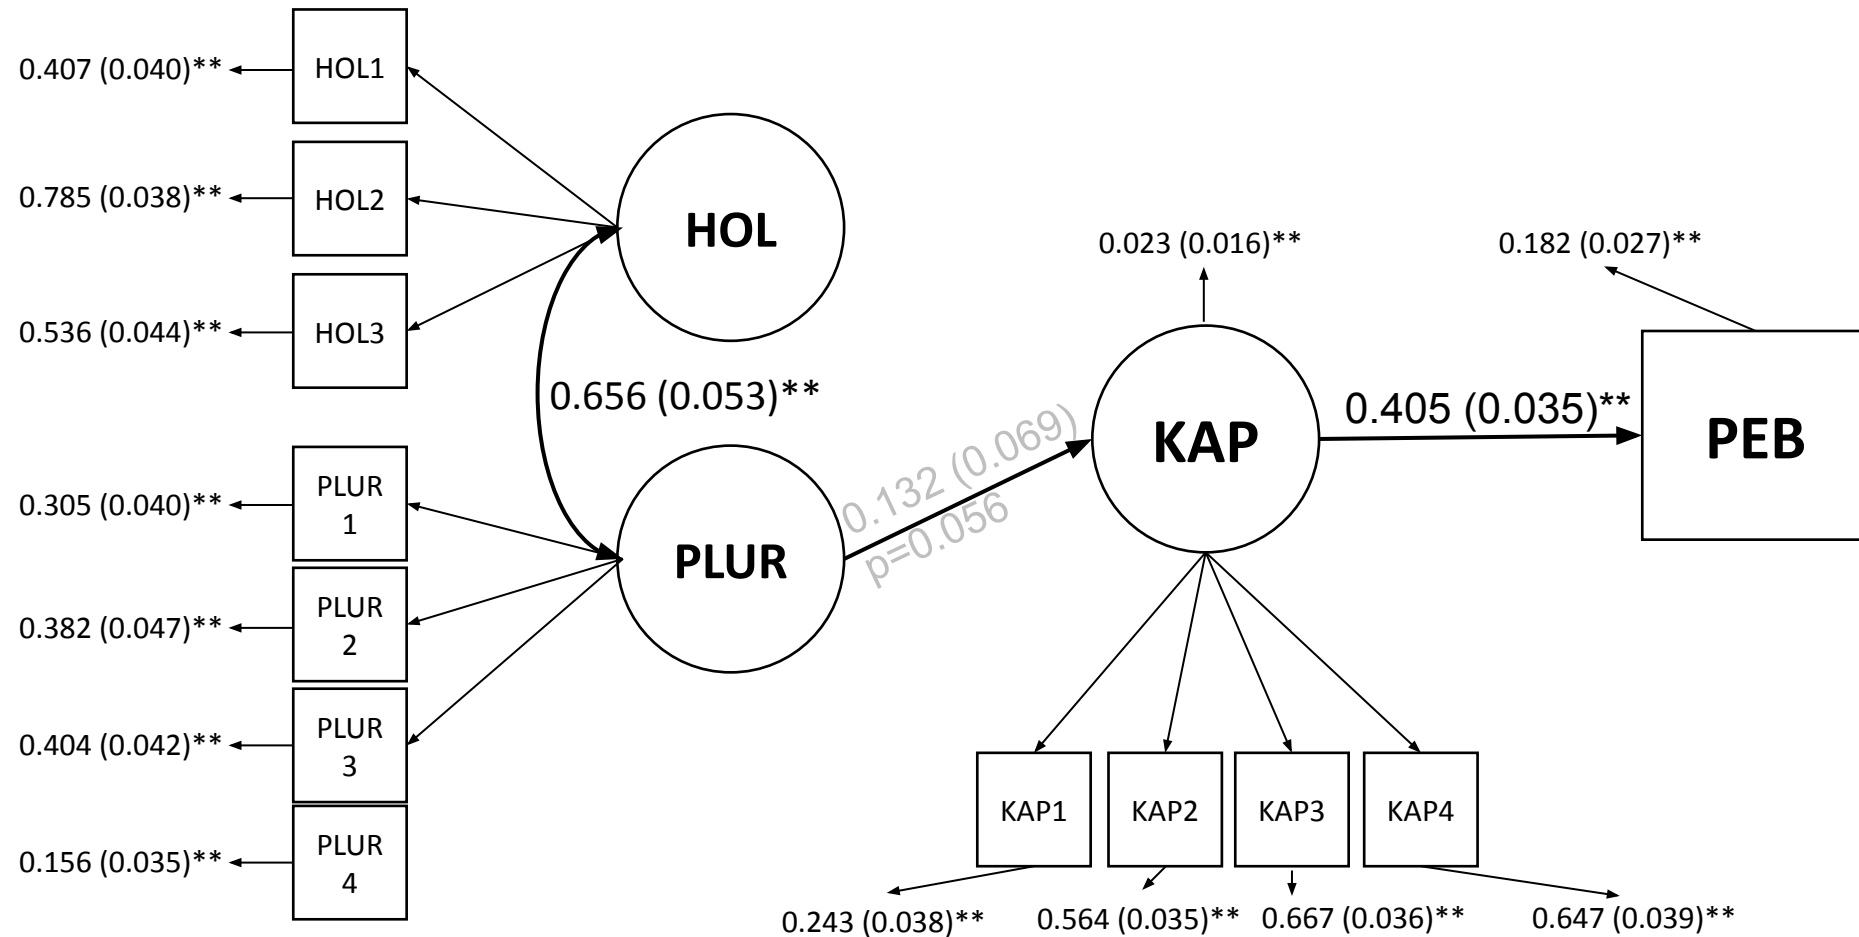 0.407 (0.040)**
HOL1
0.785 (0.038)**
HOL2
0.536 (0.044)**
HOL3
HOL
0.656 (0.053)**
0.305 (0.040)**
PLUR
1
0.382 (0.047)**
PLUR
2
0.404 (0.042)**
PLUR
3
0.156 (0.035)**
PLUR
4
PLUR
0.132 (0.069)
p=0.056
0.023 (0.016)**
KAP
0.405 (0.035)**
0.182 (0.027)**
PEB
KAP1
KAP2
KAP3
KAP4
0.243 (0.038)**
0.564 (0.035)**
0.667 (0.036)**
0.647 (0.039)**